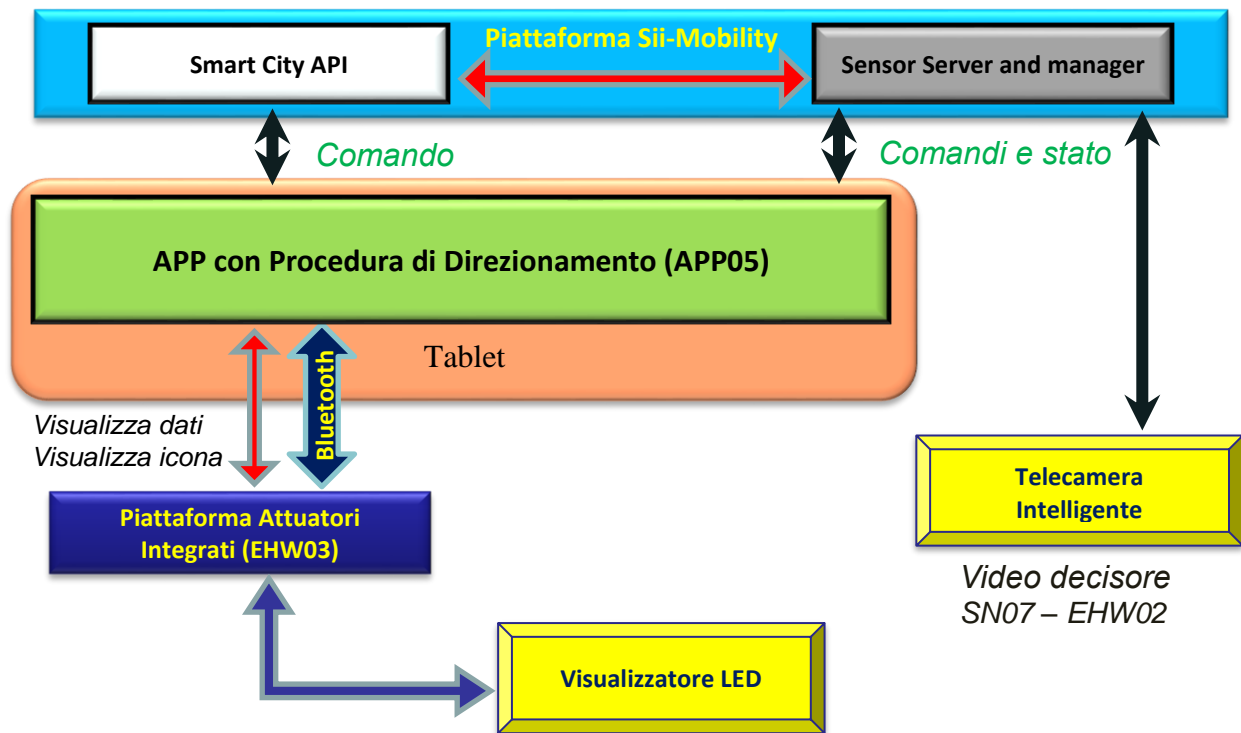 Piattaforma Sii-Mobility
Smart City API
Sensor Server and manager
Comando
Comandi e stato
APP con Procedura di Direzionamento (APP05)
Tablet
Bluetooth
Visualizza dati
Visualizza icona
Piattaforma Attuatori
Integrati (EHW03)
Telecamera
Intelligente
Video decisore
SN07 – EHW02
Visualizzatore LED